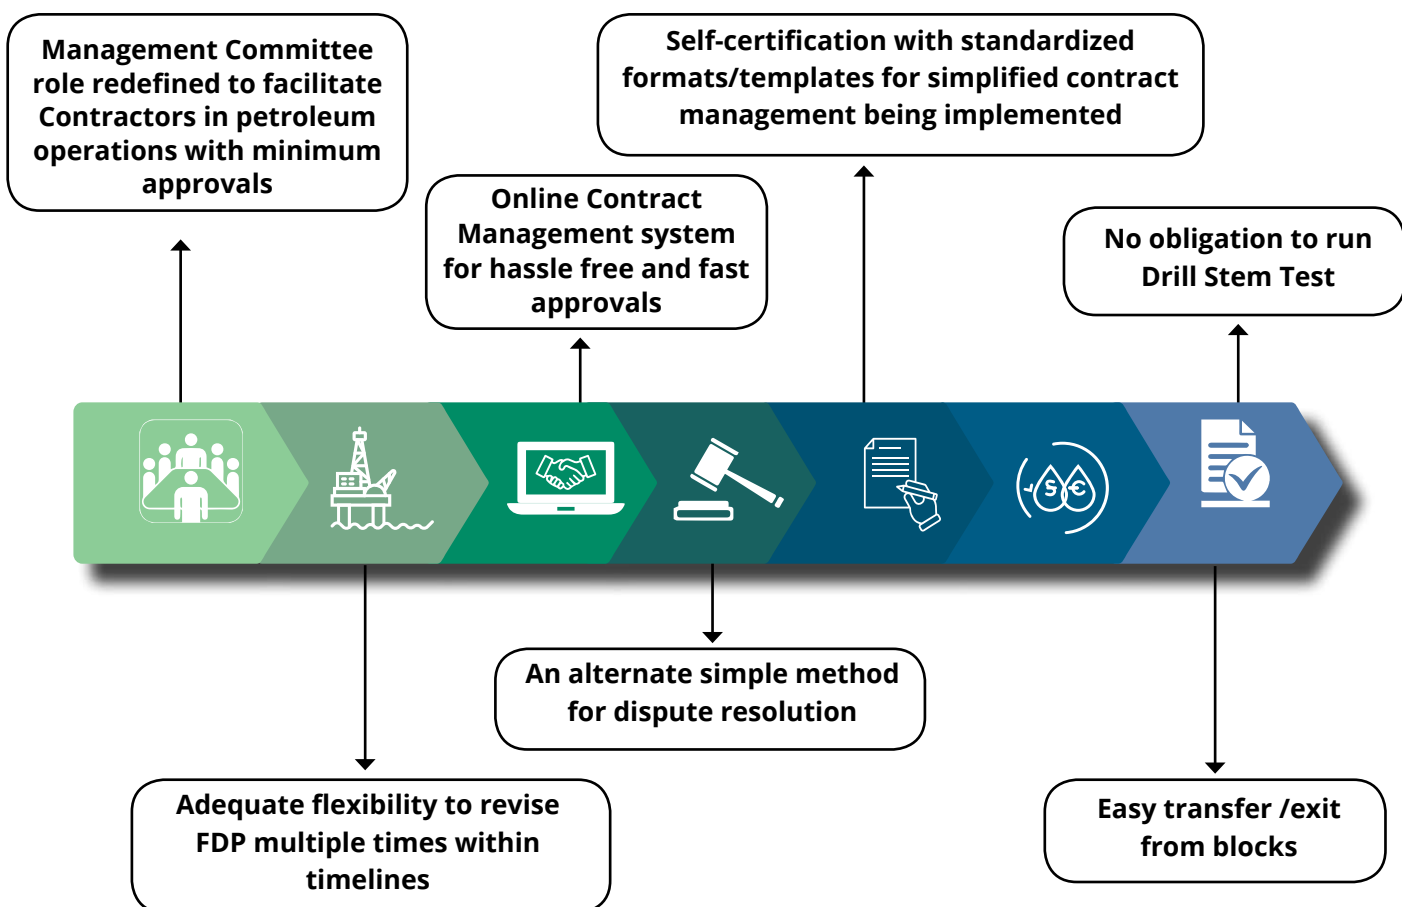 Management Committee
role redefined to facilitate
Contractors in petroleum
operations with minimum
approvals
Self-certification with standardized
formats/templates for simplified contract
management being implemented
Online Contract
Management system
for hassle free and fast
approvals
No obligation to run
Drill Stem Test
$ €
An alternate simple method
for dispute resolution
Adequate flexibility to revise
FDP multiple times within
timelines
Easy transfer /exit
from blocks